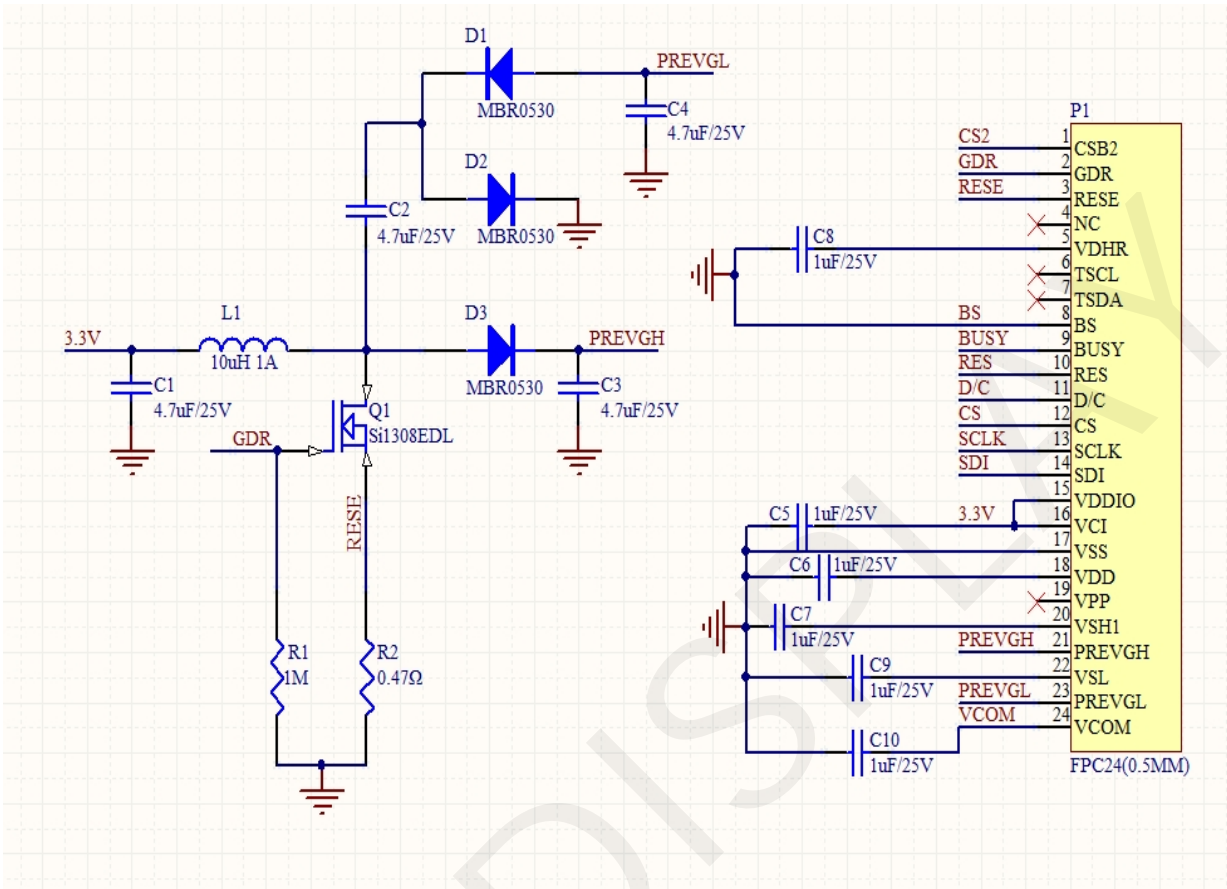 D1
PREVGL
MBR0530
C4
4.7uF/25V
D2
MBR0530
C2
4.7uF/25V
L1
3.3V
10uH 1A
C1
4.7uF/25V
D3
PREVGH
MBR0530
C3
4.7uF/25V
Q1
Si1308EDL
GDR
RESE
R1
1M
R2
0.47Ω
P1
CS2 1 CSB2
GDR 2 GDR
RESE 3 RESE
4 NC
C8
1uF/25V
5 VDHR
6 TSCL
7 TSDA
BS 8 BS
BUSY 9 BUSY
RES 10 RES
D/C 11 D/C
CS 12 CS
SCLK 13 SCLK
SDI 14 SDI
15 VDDIO
C5 1uF/25V 3.3V 16 VCI
17 VSS
C6 1uF/25V 18 VDD
19 VPP
C7
1uF/25V
20 VSH1
PREVGH 21 PREVGH
C9
1uF/25V
22 VSL
PREVGL 23 PREVGL
VCOM 24 VCOM
C10
1uF/25V
FPC24(0.5MM)
DISPLAY